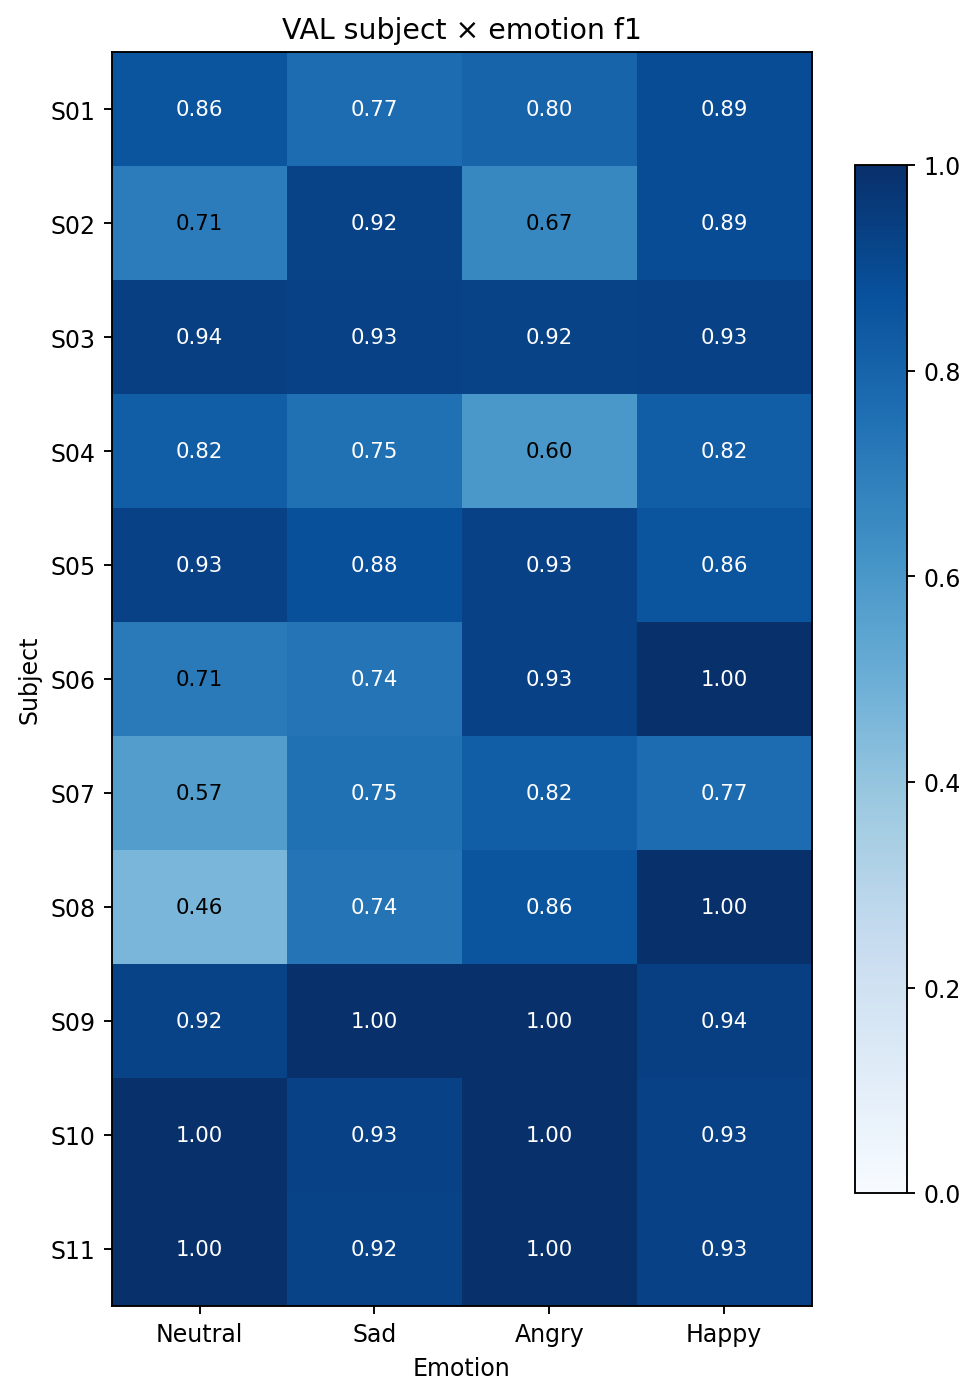 VAL subject × emotion f1
S01 0.86 0.77 0.80 0.89
S02 0.71 0.92 0.67 0.89
S03 0.94 0.93 0.92 0.93
S04 0.82 0.75 0.60 0.82
S05 0.93 0.88 0.93 0.86
S06 0.71 0.74 0.93 1.00
S07 0.57 0.75 0.82 0.77
S08 0.46 0.74 0.86 1.00
S09 0.92 1.00 1.00 0.94
S10 1.00 0.93 1.00 0.93
S11 1.00 0.92 1.00 0.93
Neutral Sad Angry Happy
Emotion
Subject
1.0
0.8
0.6
0.4
0.2
0.0